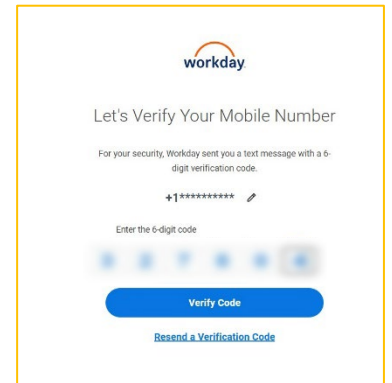 workday.
Let's Verify Your Mobile Number
For your security, Workday sent you a text message with a 6-
digit verification code.
+1**********
Enter the 6-digit code
Verify Code
Resend a Verification Code